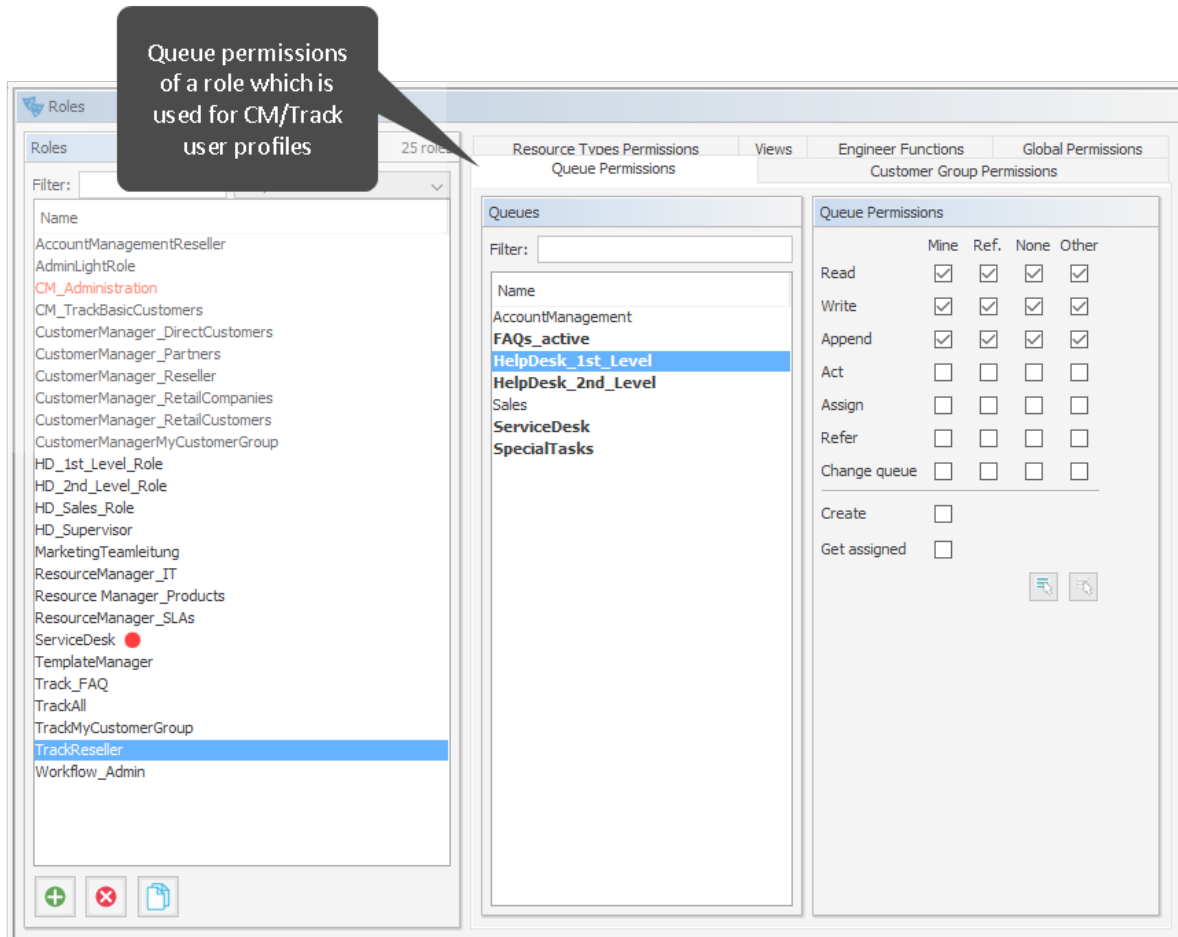 Queue permissions
of a role which is
used for CM/Track
user profiles
Roles
Roles
25 roles
Filter:
Name
AccountManagementReseller
AdminLightRole
CM_Administration
CM_TrackBasicCustomers
CustomerManager_DirectCustomers
CustomerManager_Partners
CustomerManager_Reseller
CustomerManager_RetailCompanies
CustomerManager_RetailCustomers
CustomerManagerMyCustomerGroup
HD_1st_Level_Role
HD_2nd_Level_Role
HD_Sales_Role
HD_Supervisor
MarketingTeamleitung
ResourceManager_IT
Resource Manager_Products
ResourceManager_SLAs
ServiceDesk
TemplateManager
Track_FAQ
TrackAll
TrackMyCustomerGroup
TrackReseller
Workflow_Admin
Resource Types Permissions Views Engineer Functions Global Permissions
Queue Permissions Customer Group Permissions
Queues
Filter:
Name
AccountManagement
FAQs_active
HelpDesk_1st_Level
HelpDesk_2nd_Level
Sales
ServiceDesk
SpecialTasks
Queue Permissions
Mine Ref. None Other
Read
Write
Append
Act
Assign
Refer
Change queue
Create
Get assigned